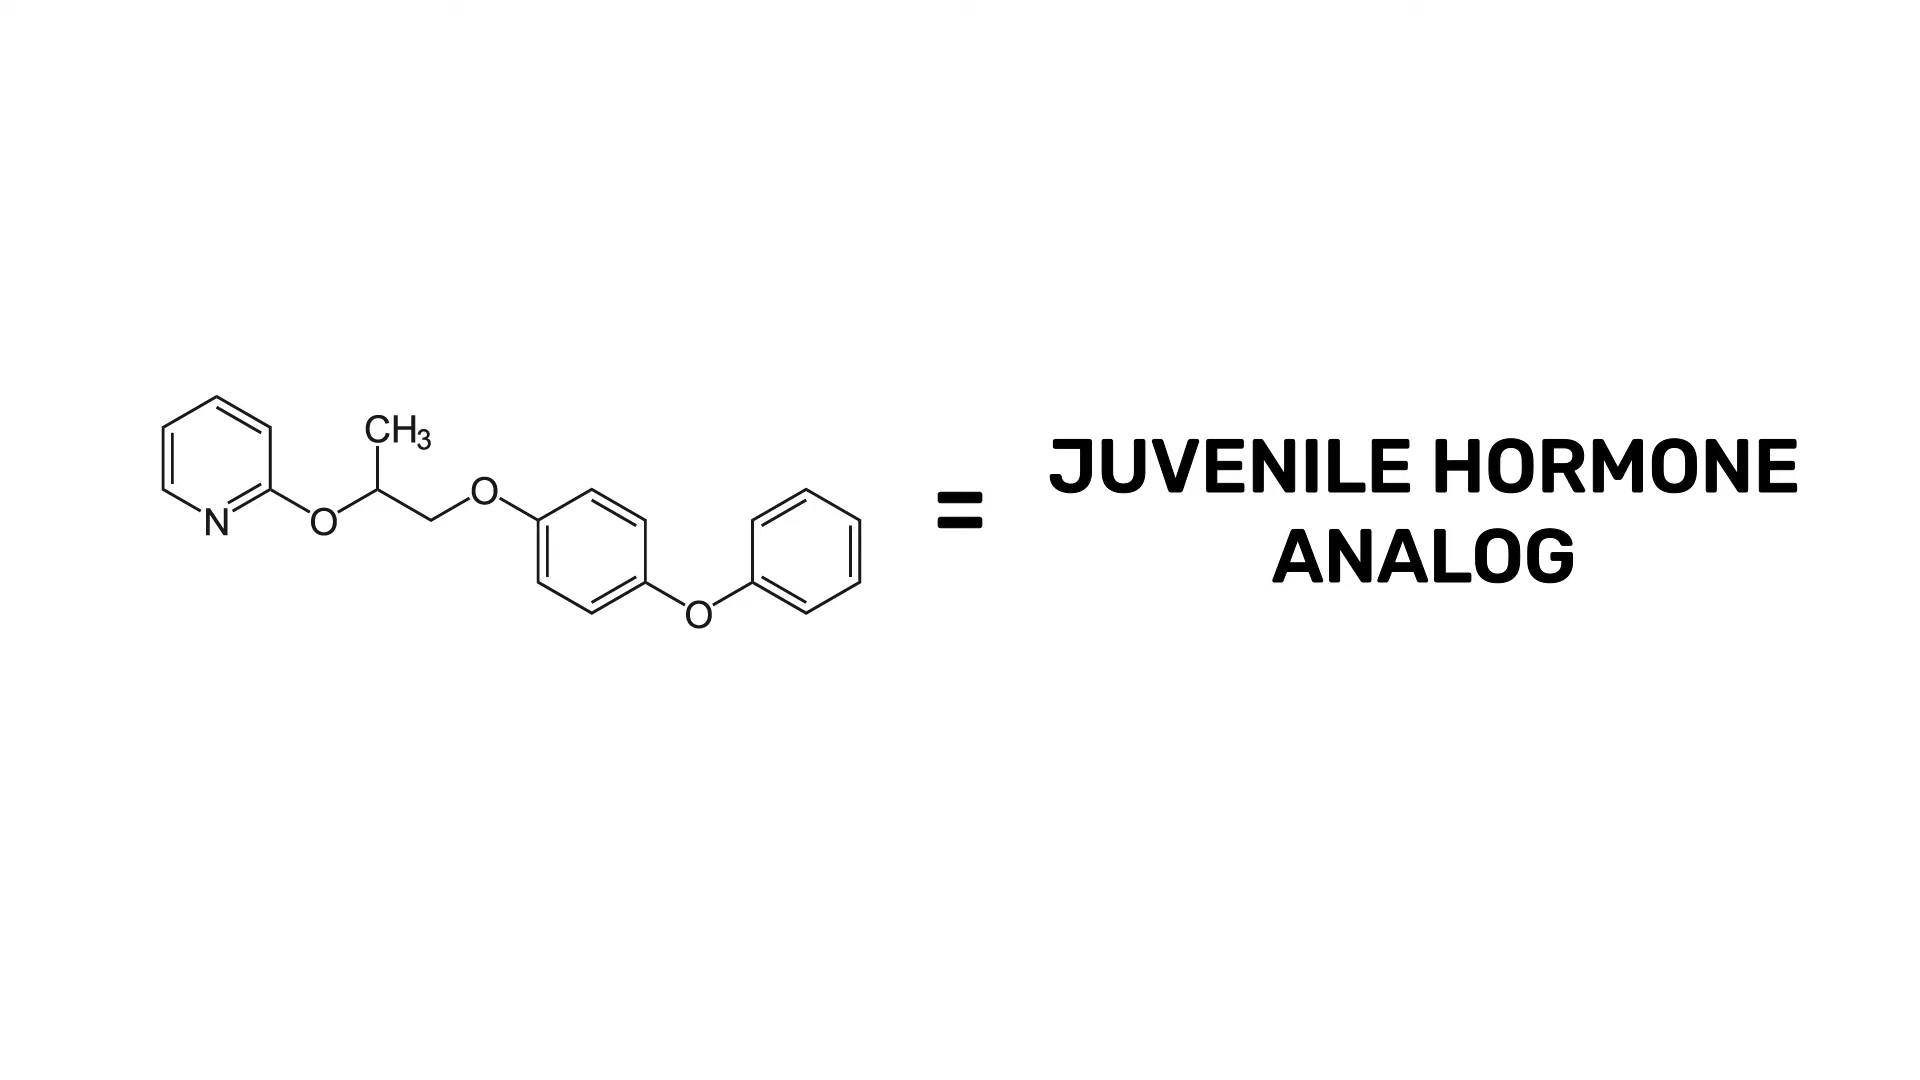 CH₃
N
O
O
O
=
JUVENILE HORMONE
ANALOG